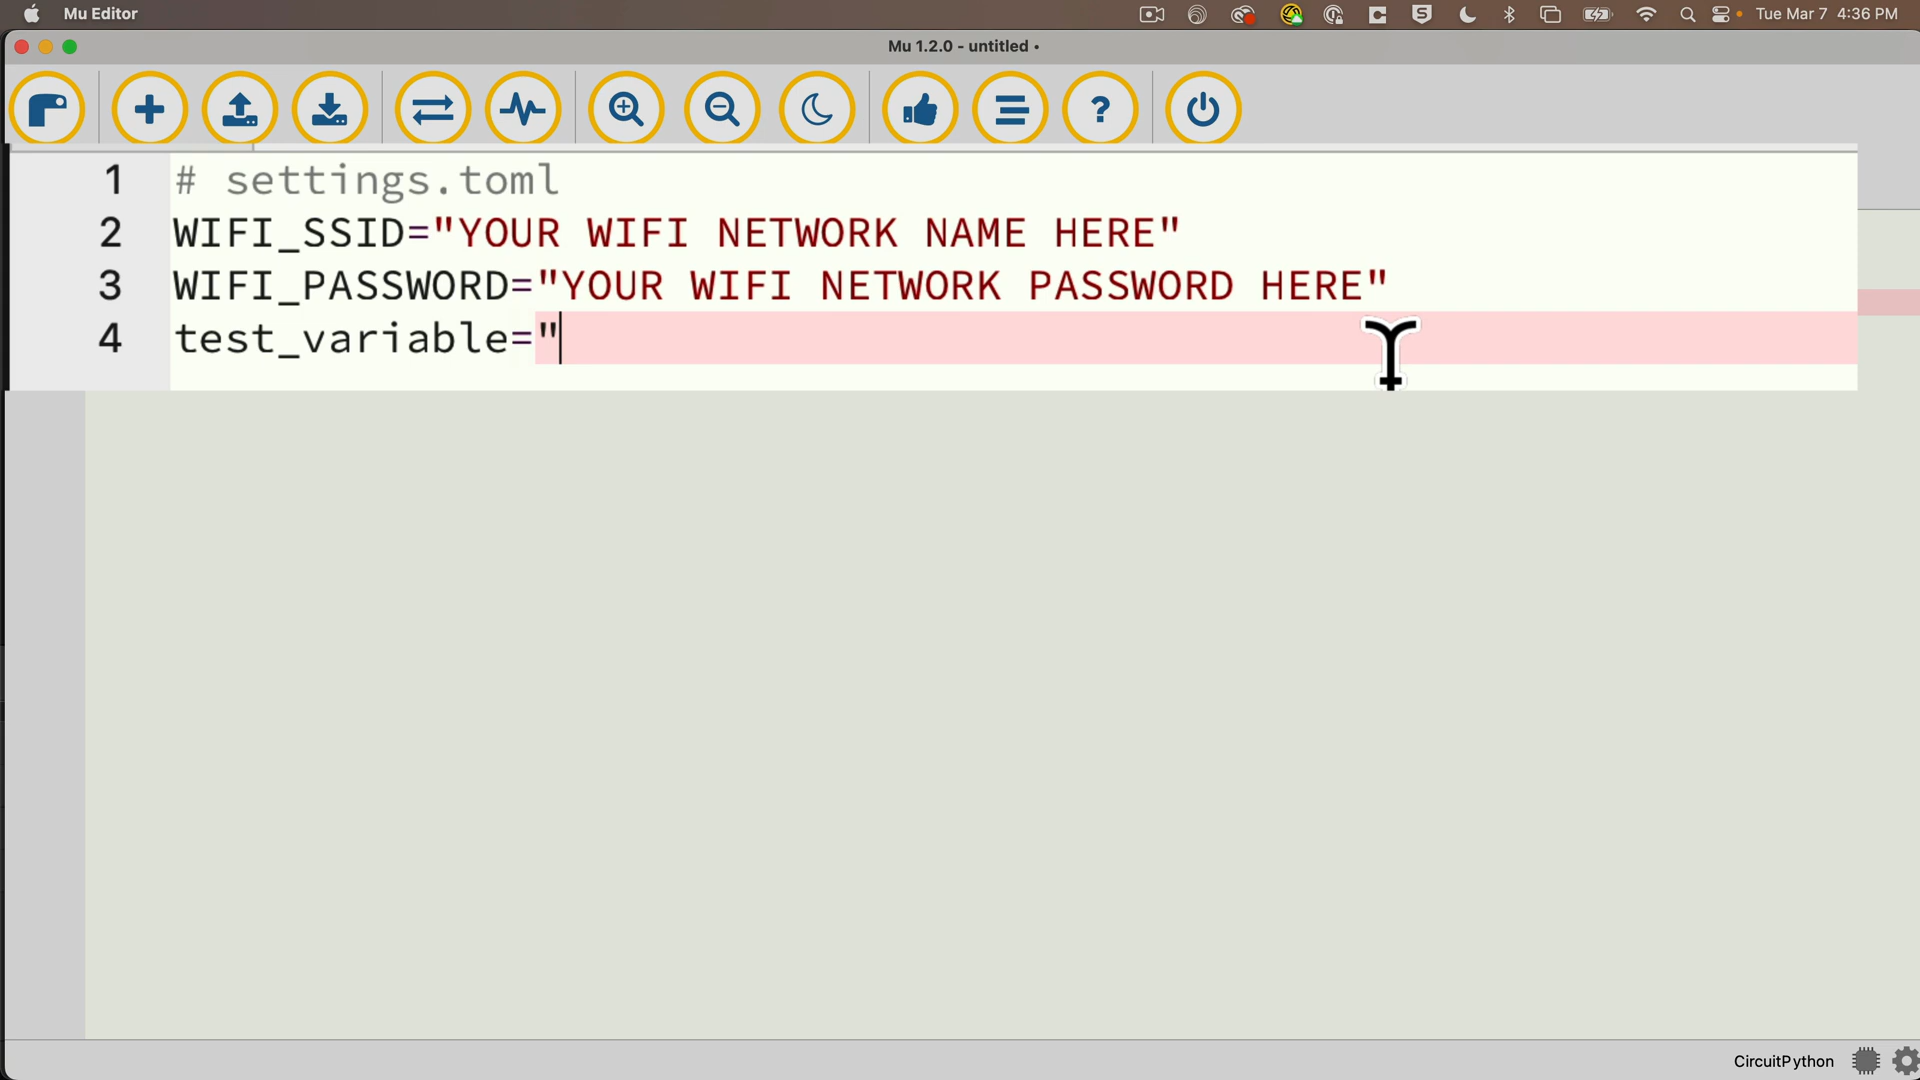 Mu Editor
Tue Mar 7 4:36 PM
Mu 1.2.0 - untitled •
1 # settings.toml
2 WIFI_SSID="YOUR WIFI NETWORK NAME HERE"
3 WIFI_PASSWORD="YOUR WIFI NETWORK PASSWORD HERE"
4 test_variable="
CircuitPython